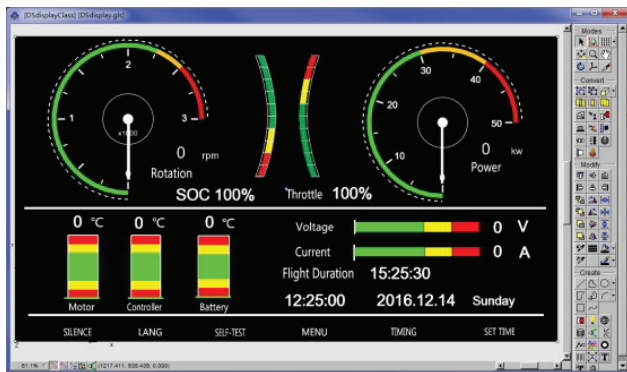 [DSdisplayClass] [DSdisplay.gls]
Modes
Convert
Modify
Create
1
2
3
x1000
0 rpm
Rotation
10
20
30
40
50
0 kw
Power
SOC 100%
Throttle 100%
0 ℃
0 ℃
0 ℃
Motor
Controller
Battery
Voltage 0 V
Current 0 A
Flight Duration 15:25:30
12:25:00 2016.12.14 Sunday
SILENCE LANG SELF-TEST MENU TIMING SET TIME
z x